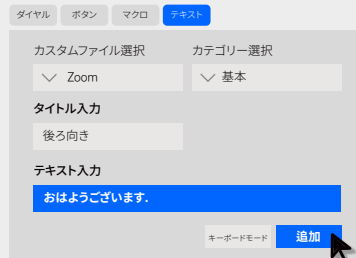 ダイヤル ボタン マクロ テキスト
カスタムファイル選択 カテゴリー選択
Zoom 基本
タイトル入力
後ろ向き
テキスト入力
おはようございます.
キーボードモード 追加